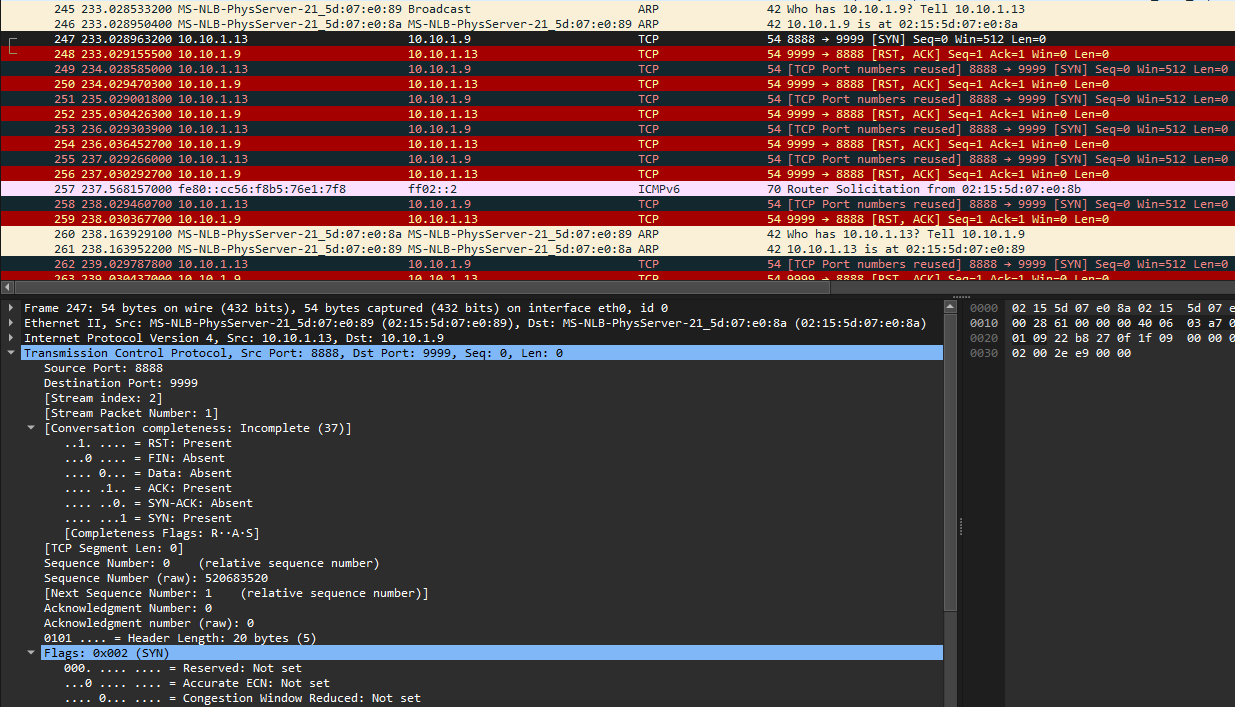 245 233.028533200 MS-NLB-PhysServer-21_5d:07:e0:89 Broadcast ARP 42 Who has 10.10.1.9? Tell 10.10.1.13
246 233.028950400 MS-NLB-PhysServer-21_5d:07:e0:8a MS-NLB-PhysServer-21_5d:07:e0:89 ARP 42 10.10.1.9 is at 02:15:5d:07:e0:8a
247 233.028963200 10.10.1.13 10.10.1.9 TCP 54 8888 → 9999 [SYN] Seq=0 Win=512 Len=0
248 233.029155500 10.10.1.9 10.10.1.13 TCP 54 9999 → 8888 [RST, ACK] Seq=1 Ack=1 Win=0 Len=0
249 234.028585000 10.10.1.13 10.10.1.9 TCP 54 [TCP Port numbers reused] 8888 → 9999 [SYN] Seq=0 Win=512 Len=0
250 234.029470300 10.10.1.9 10.10.1.13 TCP 54 9999 → 8888 [RST, ACK] Seq=1 Ack=1 Win=0 Len=0
251 235.029001800 10.10.1.13 10.10.1.9 TCP 54 [TCP Port numbers reused] 8888 → 9999 [SYN] Seq=0 Win=512 Len=0
252 235.030426300 10.10.1.9 10.10.1.13 TCP 54 9999 → 8888 [RST, ACK] Seq=1 Ack=1 Win=0 Len=0
253 236.029303900 10.10.1.13 10.10.1.9 TCP 54 [TCP Port numbers reused] 8888 → 9999 [SYN] Seq=0 Win=512 Len=0
254 236.036452700 10.10.1.9 10.10.1.13 TCP 54 9999 → 8888 [RST, ACK] Seq=1 Ack=1 Win=0 Len=0
255 237.029266000 10.10.1.13 10.10.1.9 TCP 54 [TCP Port numbers reused] 8888 → 9999 [SYN] Seq=0 Win=512 Len=0
256 237.030292700 10.10.1.9 10.10.1.13 TCP 54 9999 → 8888 [RST, ACK] Seq=1 Ack=1 Win=0 Len=0
257 237.568157000 fe80::cc56:f8b5:76e1:7f8 ff02::2 ICMPv6 70 Router Solicitation from 02:15:5d:07:e0:8b
258 238.029460700 10.10.1.13 10.10.1.9 TCP 54 [TCP Port numbers reused] 8888 → 9999 [SYN] Seq=0 Win=512 Len=0
259 238.030367700 10.10.1.9 10.10.1.13 TCP 54 9999 → 8888 [RST, ACK] Seq=1 Ack=1 Win=0 Len=0
260 238.163929100 MS-NLB-PhysServer-21_5d:07:e0:8a MS-NLB-PhysServer-21_5d:07:e0:89 ARP 42 Who has 10.10.1.13? Tell 10.10.1.9
261 238.163952200 MS-NLB-PhysServer-21_5d:07:e0:89 MS-NLB-PhysServer-21_5d:07:e0:8a ARP 42 10.10.1.13 is at 02:15:5d:07:e0:89
262 239.029787800 10.10.1.13 10.10.1.9 TCP 54 [TCP Port numbers reused] 8888 → 9999 [SYN] Seq=0 Win=512 Len=0
263 239.030437000 10.10.1.9 10.10.1.13 TCP 54 9999 → 8888 [RST, ACK] Seq=1 Ack=1 Win=0 Len=0
Frame 247: 54 bytes on wire (432 bits), 54 bytes captured (432 bits) on interface eth0, id 0
Ethernet II, Src: MS-NLB-PhysServer-21_5d:07:e0:89 (02:15:5d:07:e0:89), Dst: MS-NLB-PhysServer-21_5d:07:e0:8a (02:15:5d:07:e0:8a)
Internet Protocol Version 4, Src: 10.10.1.13, Dst: 10.10.1.9
Transmission Control Protocol, Src Port: 8888, Dst Port: 9999, Seq: 0, Len: 0
Source Port: 8888
Destination Port: 9999
[Stream index: 2]
[Stream Packet Number: 1]
[Conversation completeness: Incomplete (37)]
..1. .... = RST: Present
...0 .... = FIN: Absent
.... 0... = Data: Absent
.... .1.. = ACK: Present
.... ..0. = SYN-ACK: Absent
.... ...1 = SYN: Present
[Completeness Flags: R··A·S]
[TCP Segment Len: 0]
Sequence Number: 0 (relative sequence number)
Sequence Number (raw): 520683520
[Next Sequence Number: 1 (relative sequence number)]
Acknowledgment Number: 0
Acknowledgment number (raw): 0
0101 .... = Header Length: 20 bytes (5)
Flags: 0x002 (SYN)
000. .... .... = Reserved: Not set
...0 .... .... = Accurate ECN: Not set
.... 0... .... = Congestion Window Reduced: Not set
0000 02 15 5d 07 e0 8a 02 15 5d 07 e
0010 00 28 61 00 00 00 40 06 03 a7 0
0020 01 09 22 b8 27 0f 1f 09 00 00 0
0030 02 00 2e e9 00 00